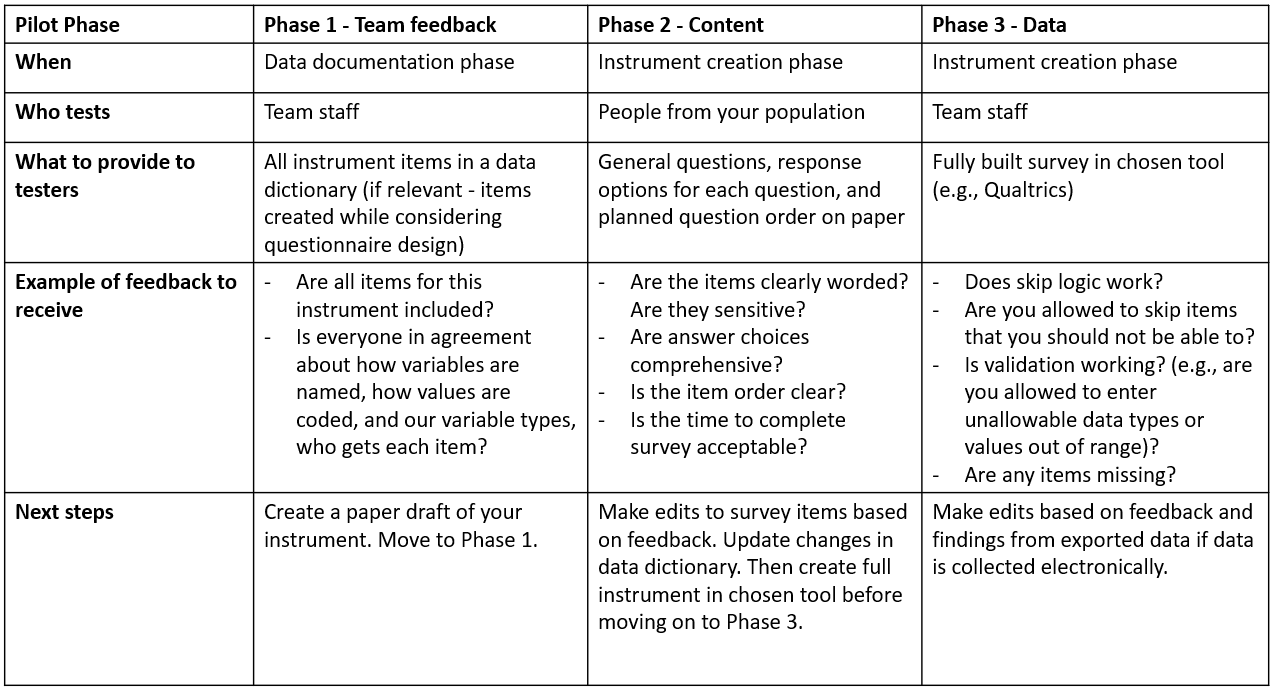 Pilot Phase
Phase 1 - Team feedback
Phase 2 - Content
Phase 3 - Data
When
Data documentation phase
Instrument creation phase
Instrument creation phase
Who tests
Team staff
People from your population
Team staff
What to provide to
testers
All instrument items in a data
dictionary (if relevant - items
created while considering
questionnaire design)
General questions, response
options for each question, and
planned question order on paper
Fully built survey in chosen tool
(e.g., Qualtrics)
Example of feedback to
receive
- Are all items for this
instrument included?
- Is everyone in agreement
about how variables are
named, how values are
coded, and our variable types,
who gets each item?
- Are the items clearly worded?
Are they sensitive?
- Are answer choices
comprehensive?
- Is the item order clear?
- Is the time to complete
survey acceptable?
- Does skip logic work?
- Are you allowed to skip items
that you should not be able to?
- Is validation working? (e.g., are
you allowed to enter
unallowable data types or
values out of range)?
- Are any items missing?
Next steps
Create a paper draft of your
instrument. Move to Phase 1.
Make edits to survey items based
on feedback. Update changes in
data dictionary. Then create full
instrument in chosen tool before
moving on to Phase 3.
Make edits based on feedback and
findings from exported data if data
is collected electronically.